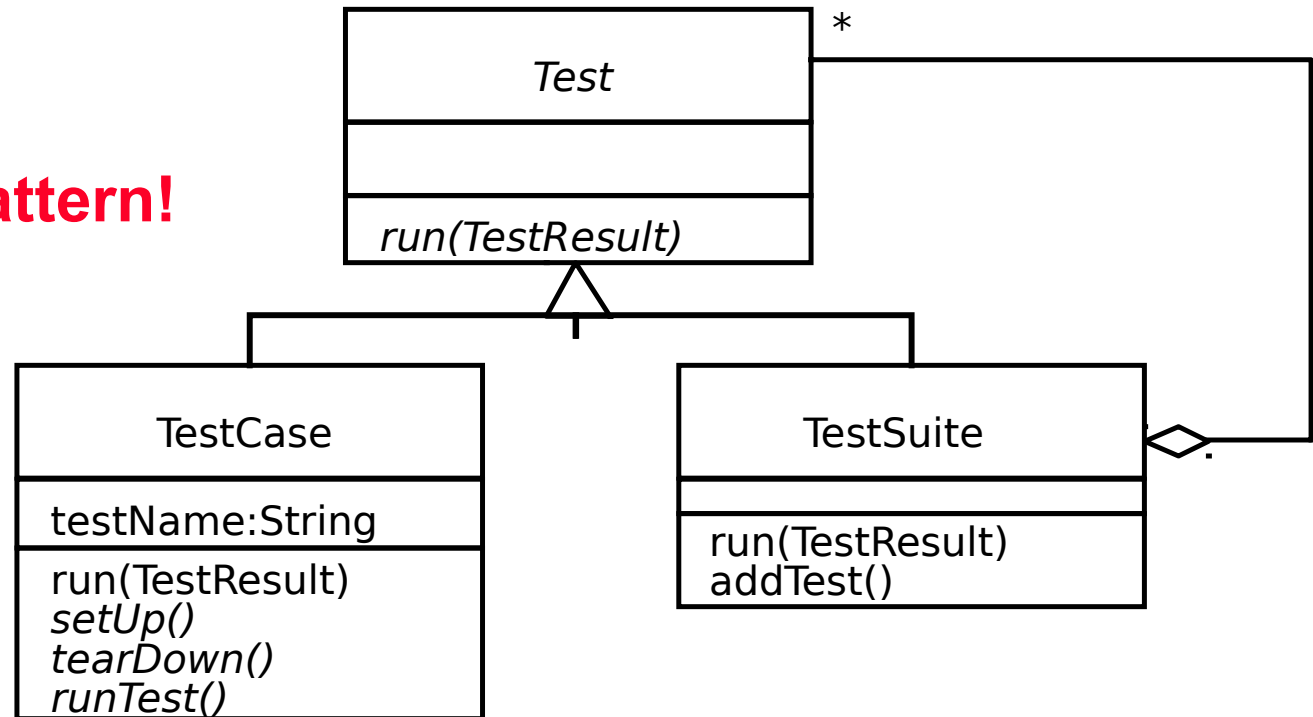 *
Test
attern!
run(TestResult)
TestCase
TestSuite
testName:String
run(TestResult)
addTest()
run(TestResult)
setUp()
tearDown()
runTest()